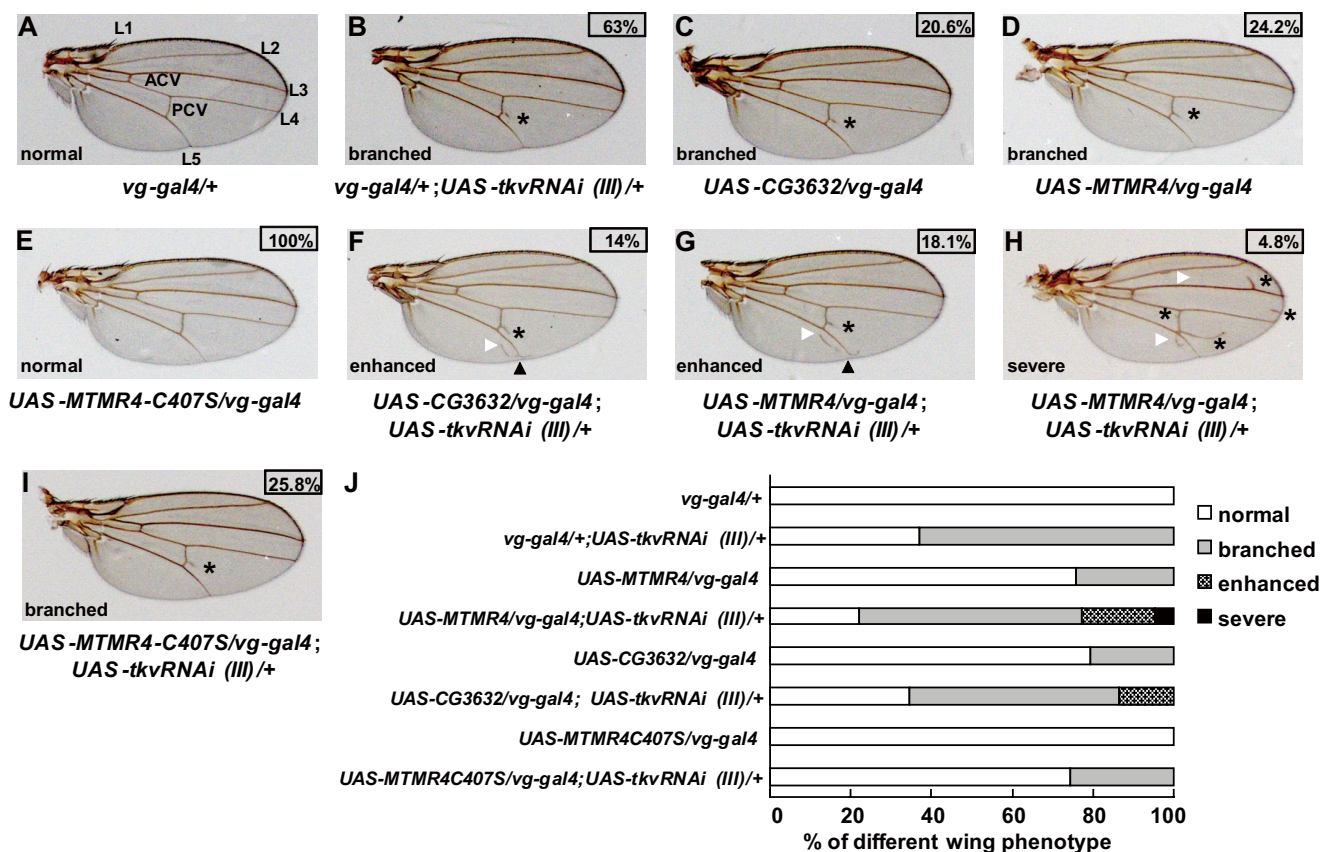 A
L1
L2
ACV
L3
PCV
L4
L5
normal
vg-gal4/+
B
63%
*
branched
vg-gal4/+;UAS-tkvRNAi (III)/+
C
20.6%
*
branched
UAS-CG3632/vg-gal4
D
24.2%
*
branched
UAS-MTMR4/vg-gal4
E
100%
normal
UAS-MTMR4-C407S/vg-gal4
F
14%
*
enhanced
UAS-CG3632/vg-gal4;
UAS-tkvRNAi (III)/+
G
18.1%
*
enhanced
UAS-MTMR4/vg-gal4;
UAS-tkvRNAi (III)/+
H
4.8%
*
* *
*
severe
UAS-MTMR4/vg-gal4;
UAS-tkvRNAi (III)/+
I
25.8%
*
branched
UAS-MTMR4-C407S/vg-gal4;
UAS-tkvRNAi (III)/+
J
vg-gal4/+
vg-gal4/+;UAS-tkvRNAi (III)/+
UAS-MTMR4/vg-gal4
UAS-MTMR4/vg-gal4;UAS-tkvRNAi (III)/+
UAS-CG3632/vg-gal4
UAS-CG3632/vg-gal4; UAS-tkvRNAi (III)/+
UAS-MTMR4C407S/vg-gal4
UAS-MTMR4C407S/vg-gal4;UAS-tkvRNAi (III)/+
0 20 40 60 80 100
% of different wing phenotype
normal
branched
enhanced
severe